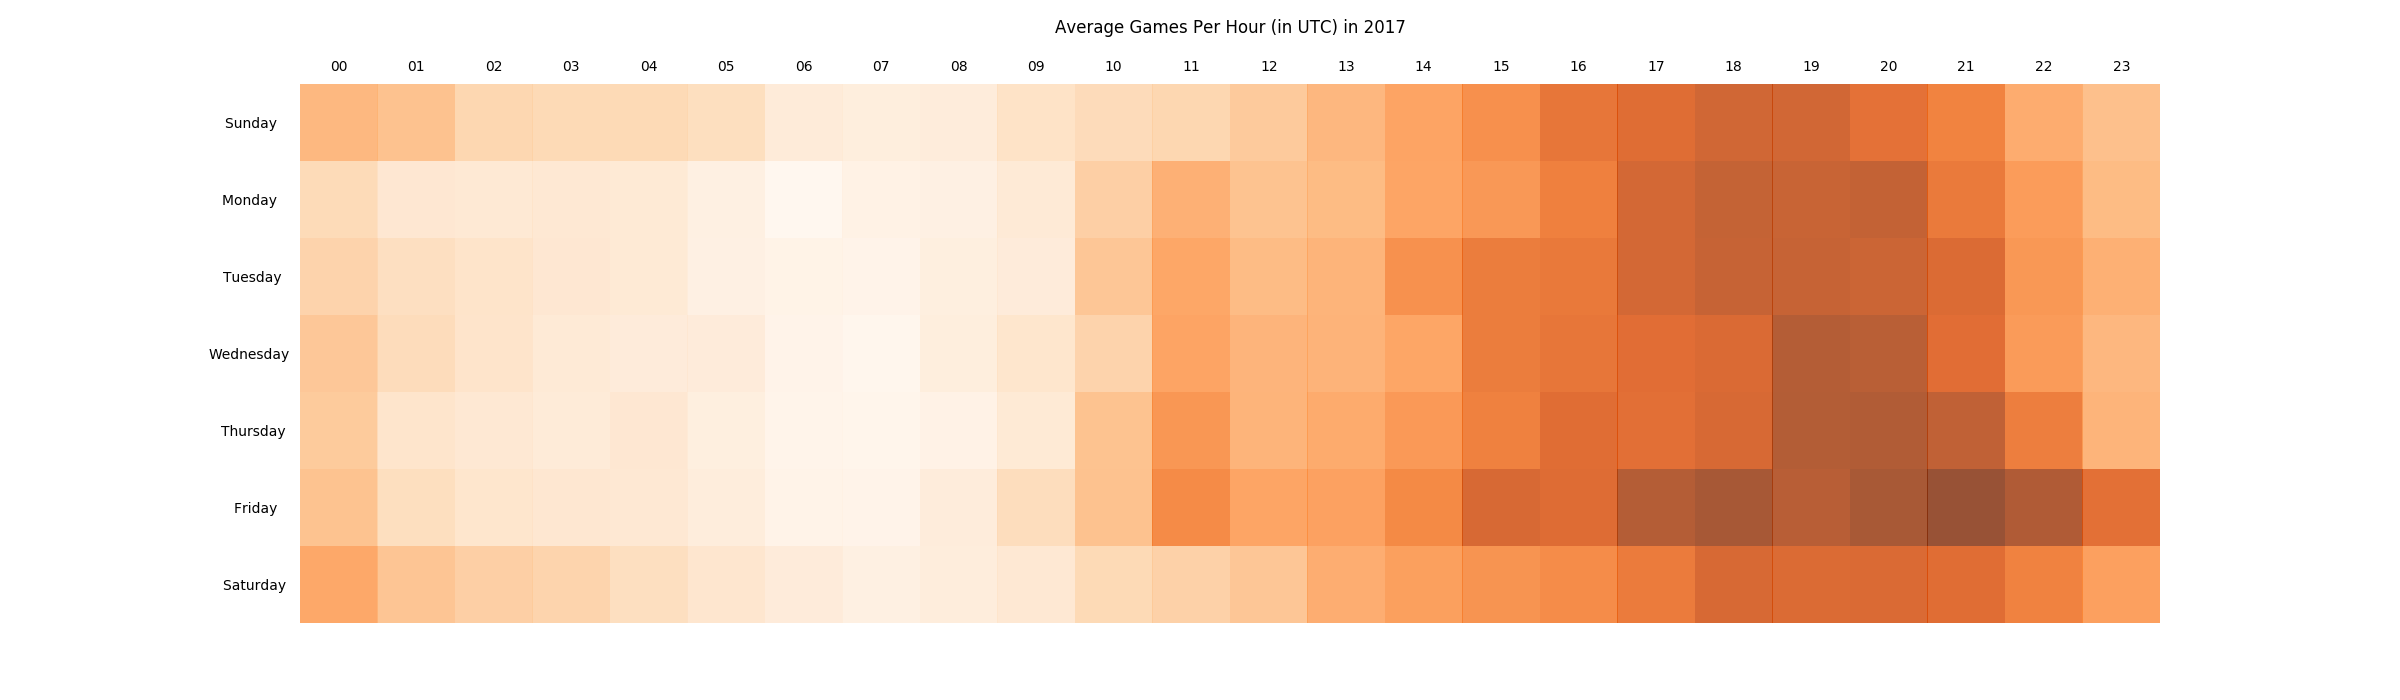 Average Games Per Hour (in UTC) in 2017
00 01 02 03 04 05 06 07 08 09 10 11 12 13 14 15 16 17 18 19 20 21 22 23
Sunday
Monday
Tuesday
Wednesday
Thursday
Friday
Saturday